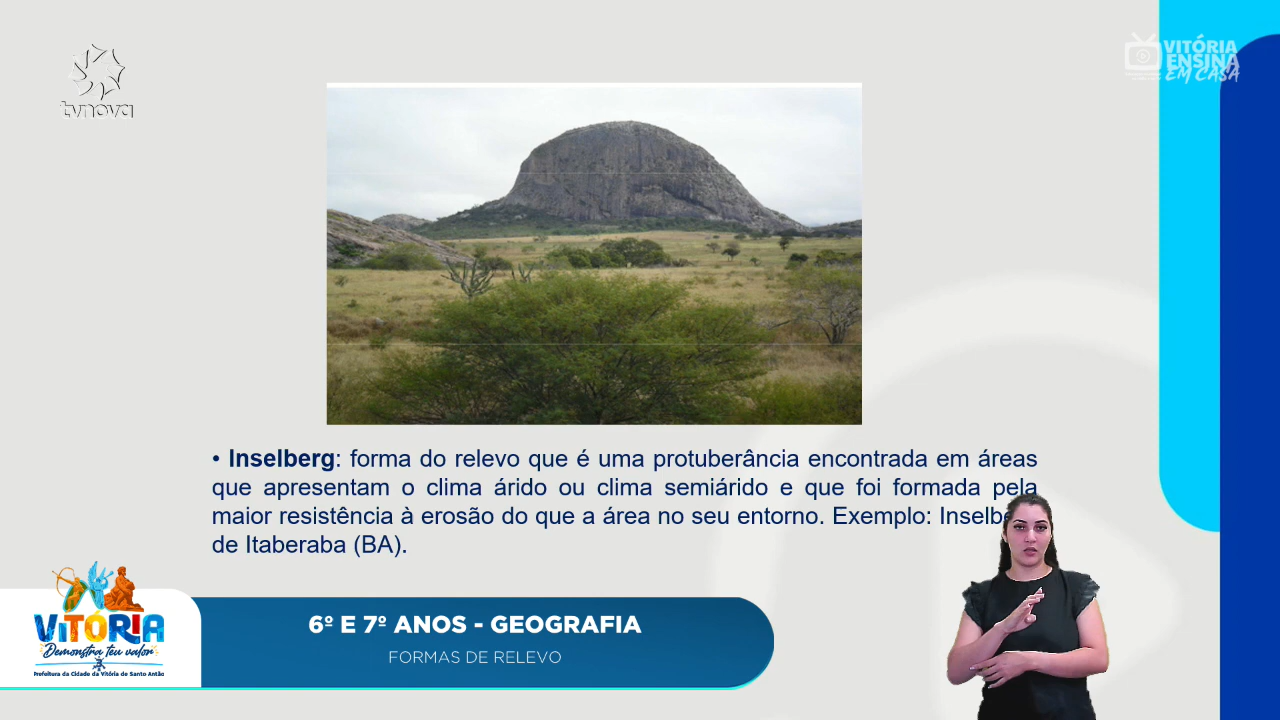 tvnova
VITÓRIA
ENSINA
EM CASA
• Inselberg: forma do relevo que é uma protuberância encontrada em áreas
que apresentam o clima árido ou clima semiárido e que foi formada pela
maior resistência à erosão do que a área no seu entorno. Exemplo:
de Itaberaba (BA).
6º E 7º ANOS - GEOGRAFIA
FORMAS DE RELEVO
VITÓRIA
Demonstra teu valor
Prefeitura da Cidade da Vitória de Santo Antão